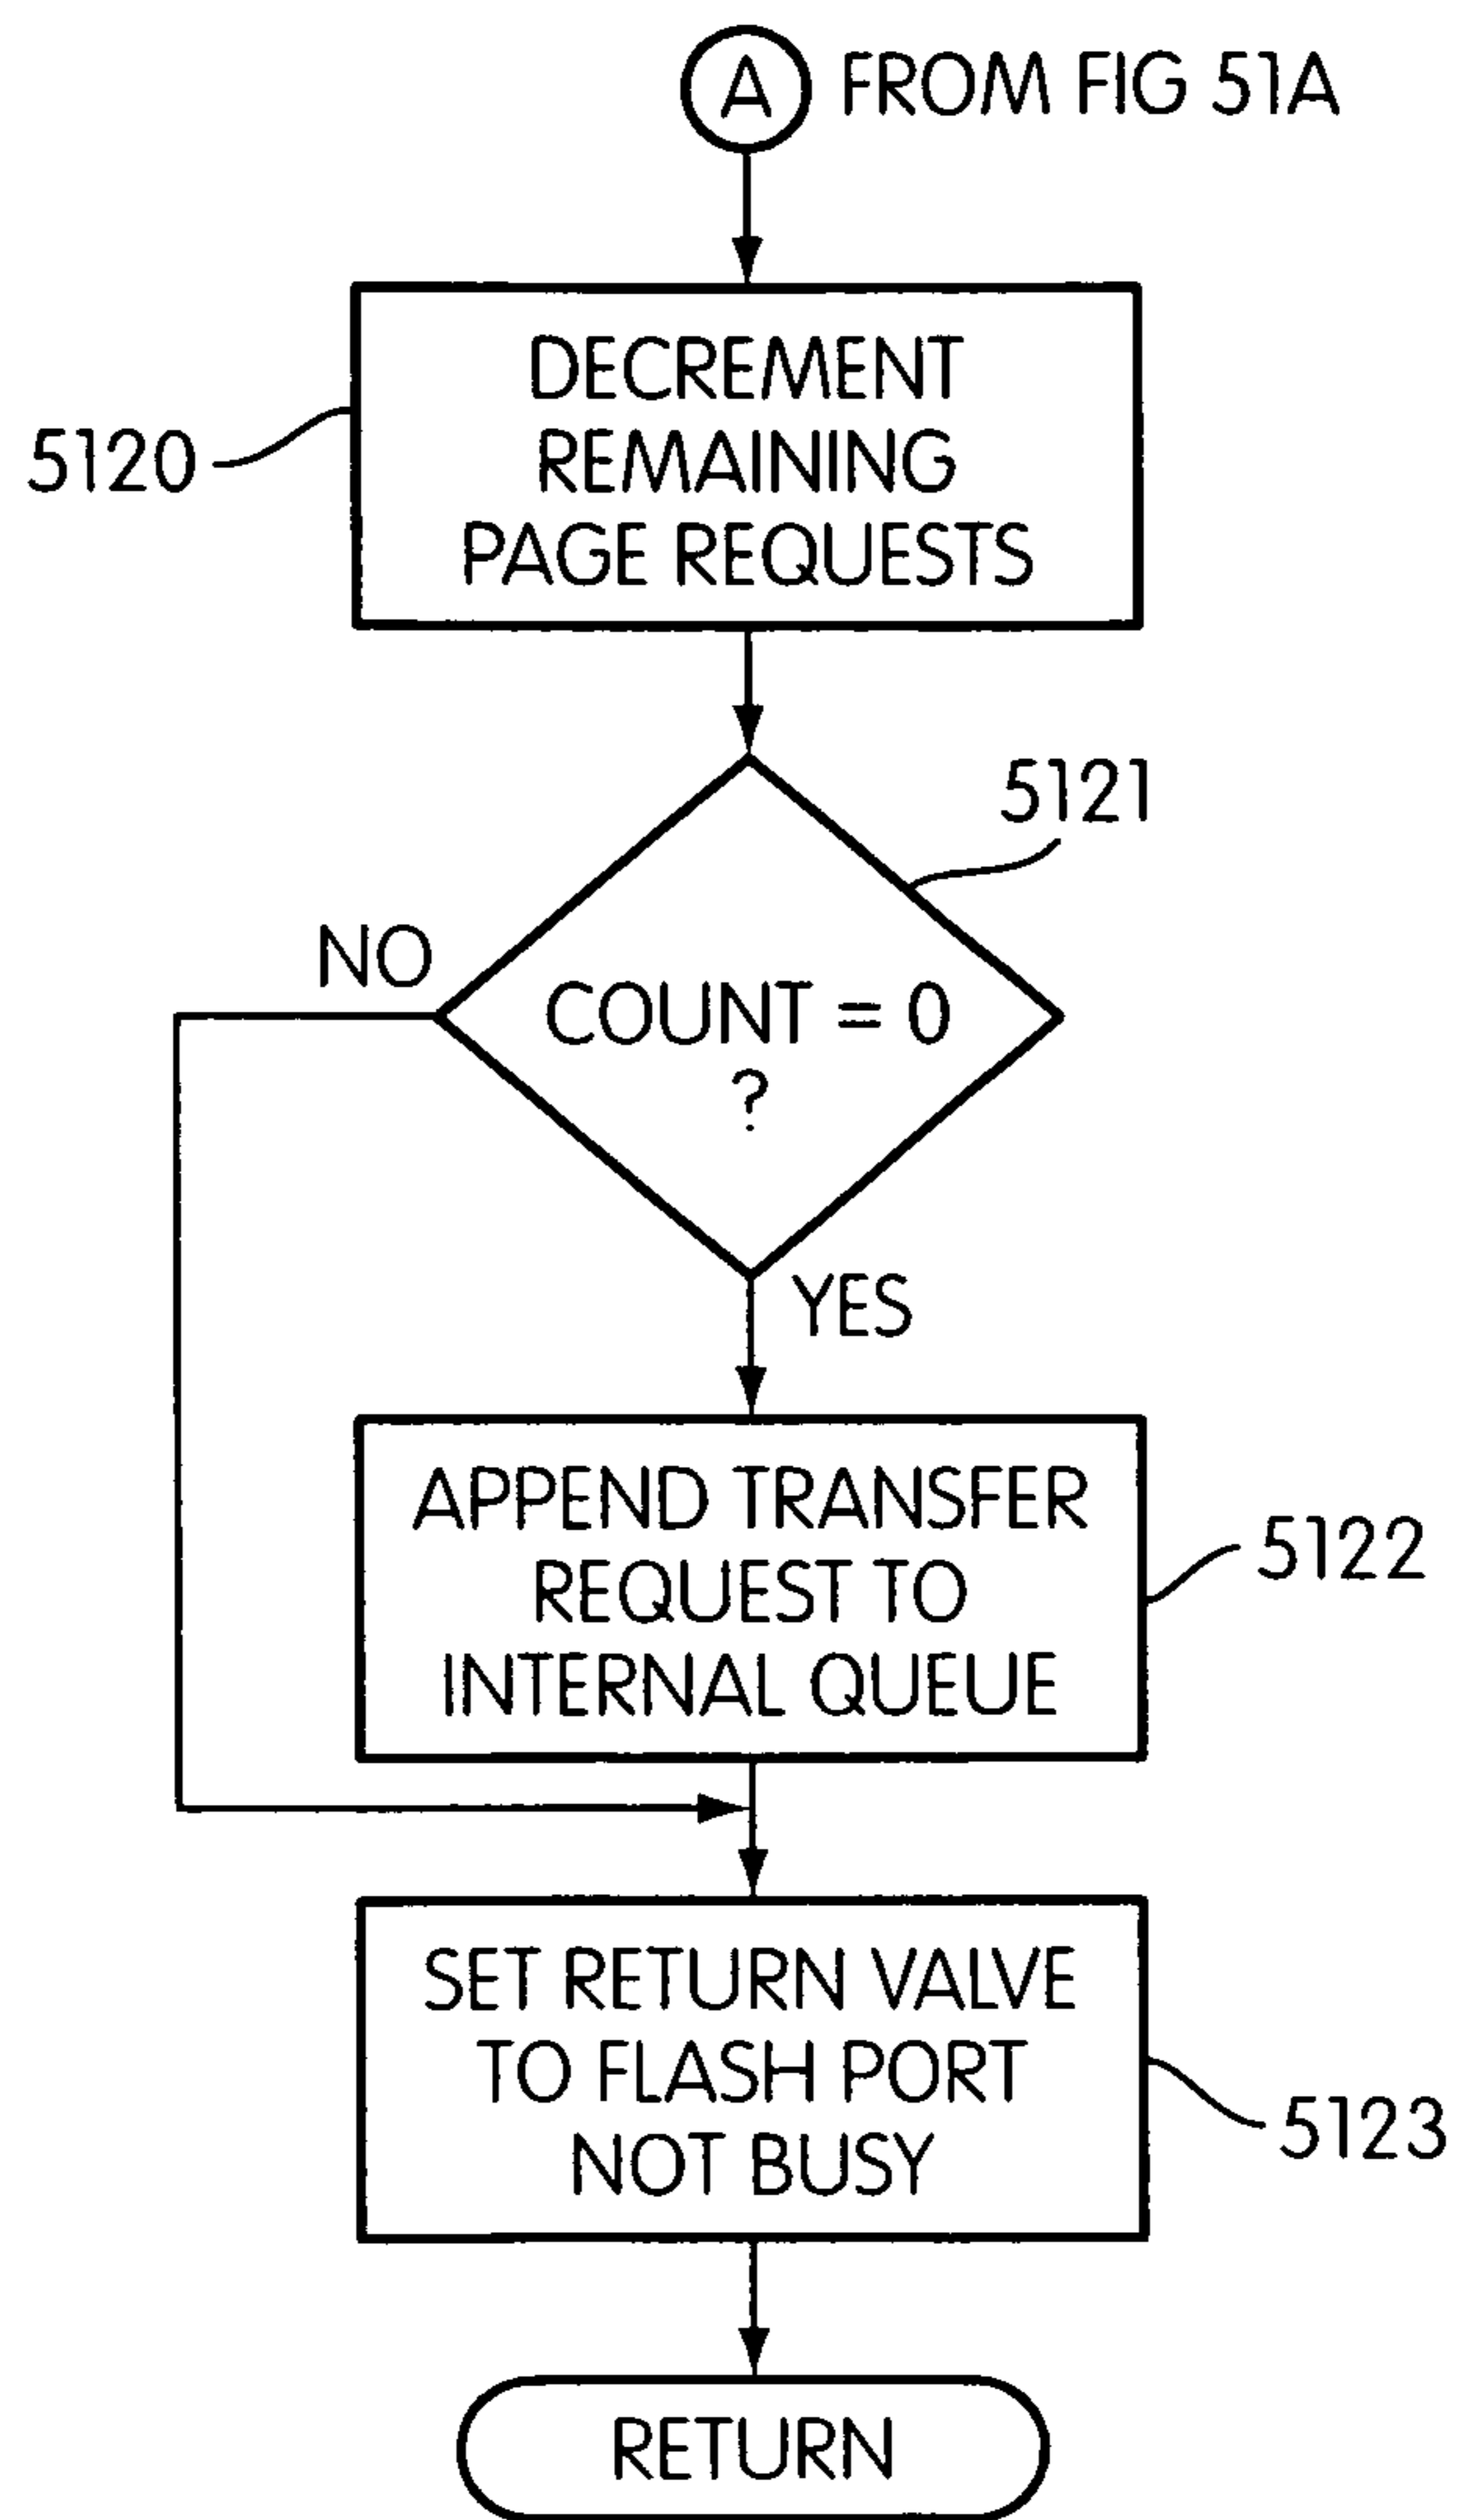 A FROM FIG 51A
DECREMENT
REMAINING
PAGE REQUESTS
5120
5121
NO
COUNT = 0
?
YES
APPEND TRANSFER
REQUEST TO
INTERNAL QUEUE
5122
SET RETURN VALVE
TO FLASH PORT
NOT BUSY
5123
RETURN